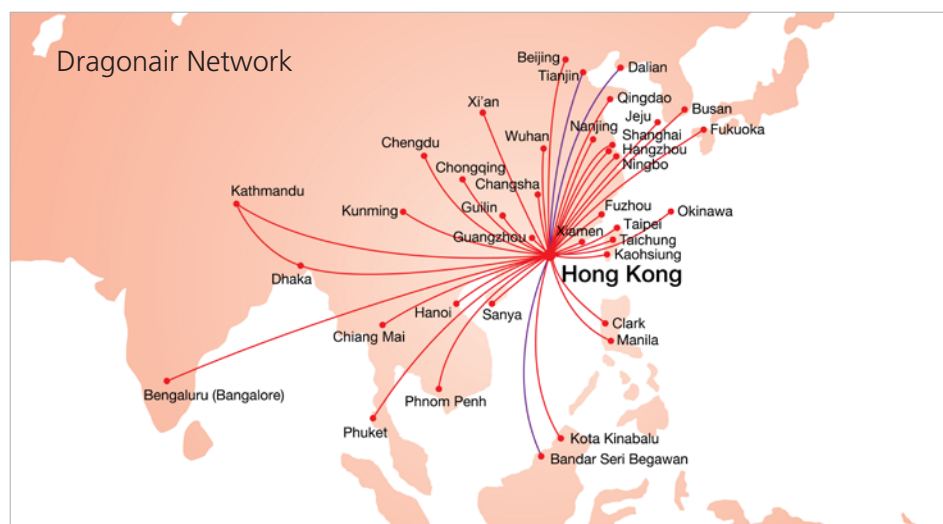 Dragonair Network
Beijing
Tianjin
Dalian
Xi'an
Qingdao
Jeju
Busan
Nanjing
Wuhan
Shanghai
Fukuoka
Chengdu
Hangzhou
Chongqing
Ningbo
Changsha
Kathmandu
Kunming
Guilin
Fuzhou
Okinawa
Taipei
Guangzhou
Xiamen
Taichung
Kaohsiung
Dhaka
Hong Kong
Hanoi
Sanya
Clark
Chiang Mai
Manila
Bengaluru (Bangalore)
Phnom Penh
Phuket
Kota Kinabalu
Bandar Seri Begawan